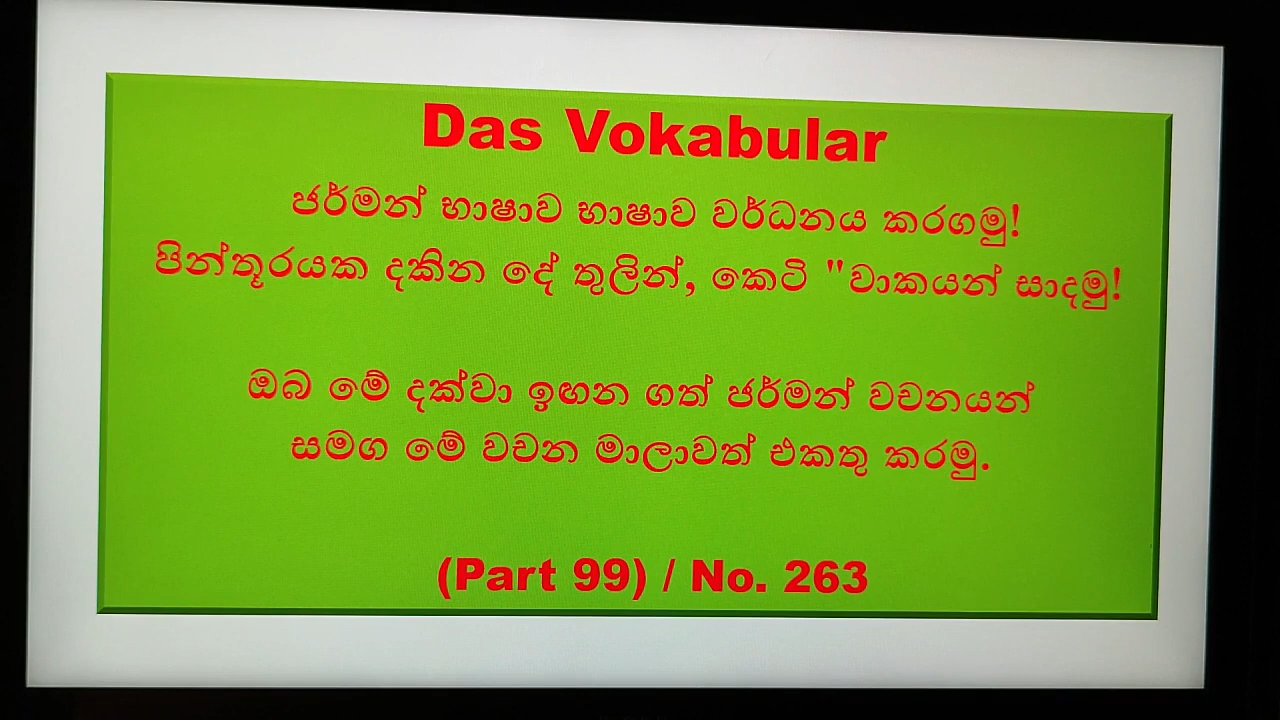 Das Vokabular
ජර්මන් භාෂාව භාෂාව වර්ධනය කරගමු!
පින්තූරයක දකින දේ තුලින්, කෙටි "වාකයන් සාදමු!
ඔබ මේ දක්වා ඉඟන ගත් ජර්මන් වචනයන්
සමග මේ වචන මාලාවත් එකතු කරමු.
(Part 99) / No. 263